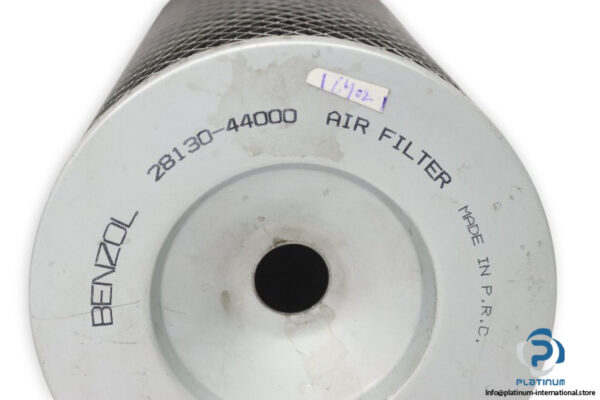 BENZOL
28130-44000
AIR FILTER
MADE IN P.R.C.
PLATINUM
info@platinum-international.store